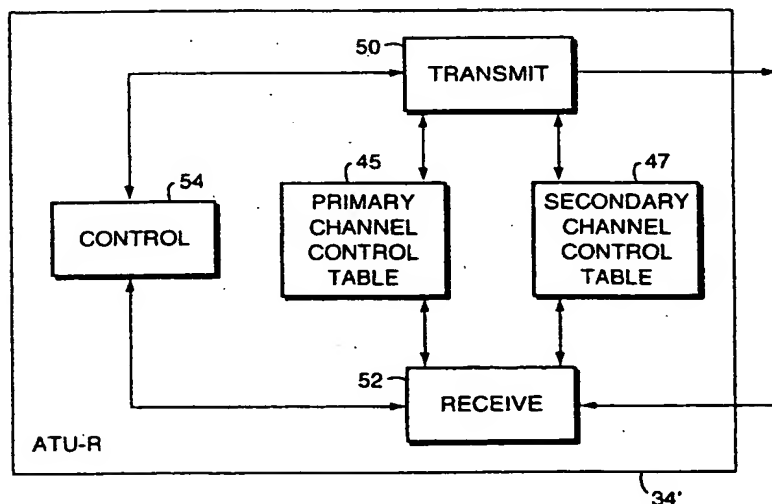 50
TRANSMIT
54
CONTROL
45
PRIMARY
CHANNEL
CONTROL
TABLE
47
SECONDARY
CHANNEL
CONTROL
TABLE
52
RECEIVE
ATU-R
34'